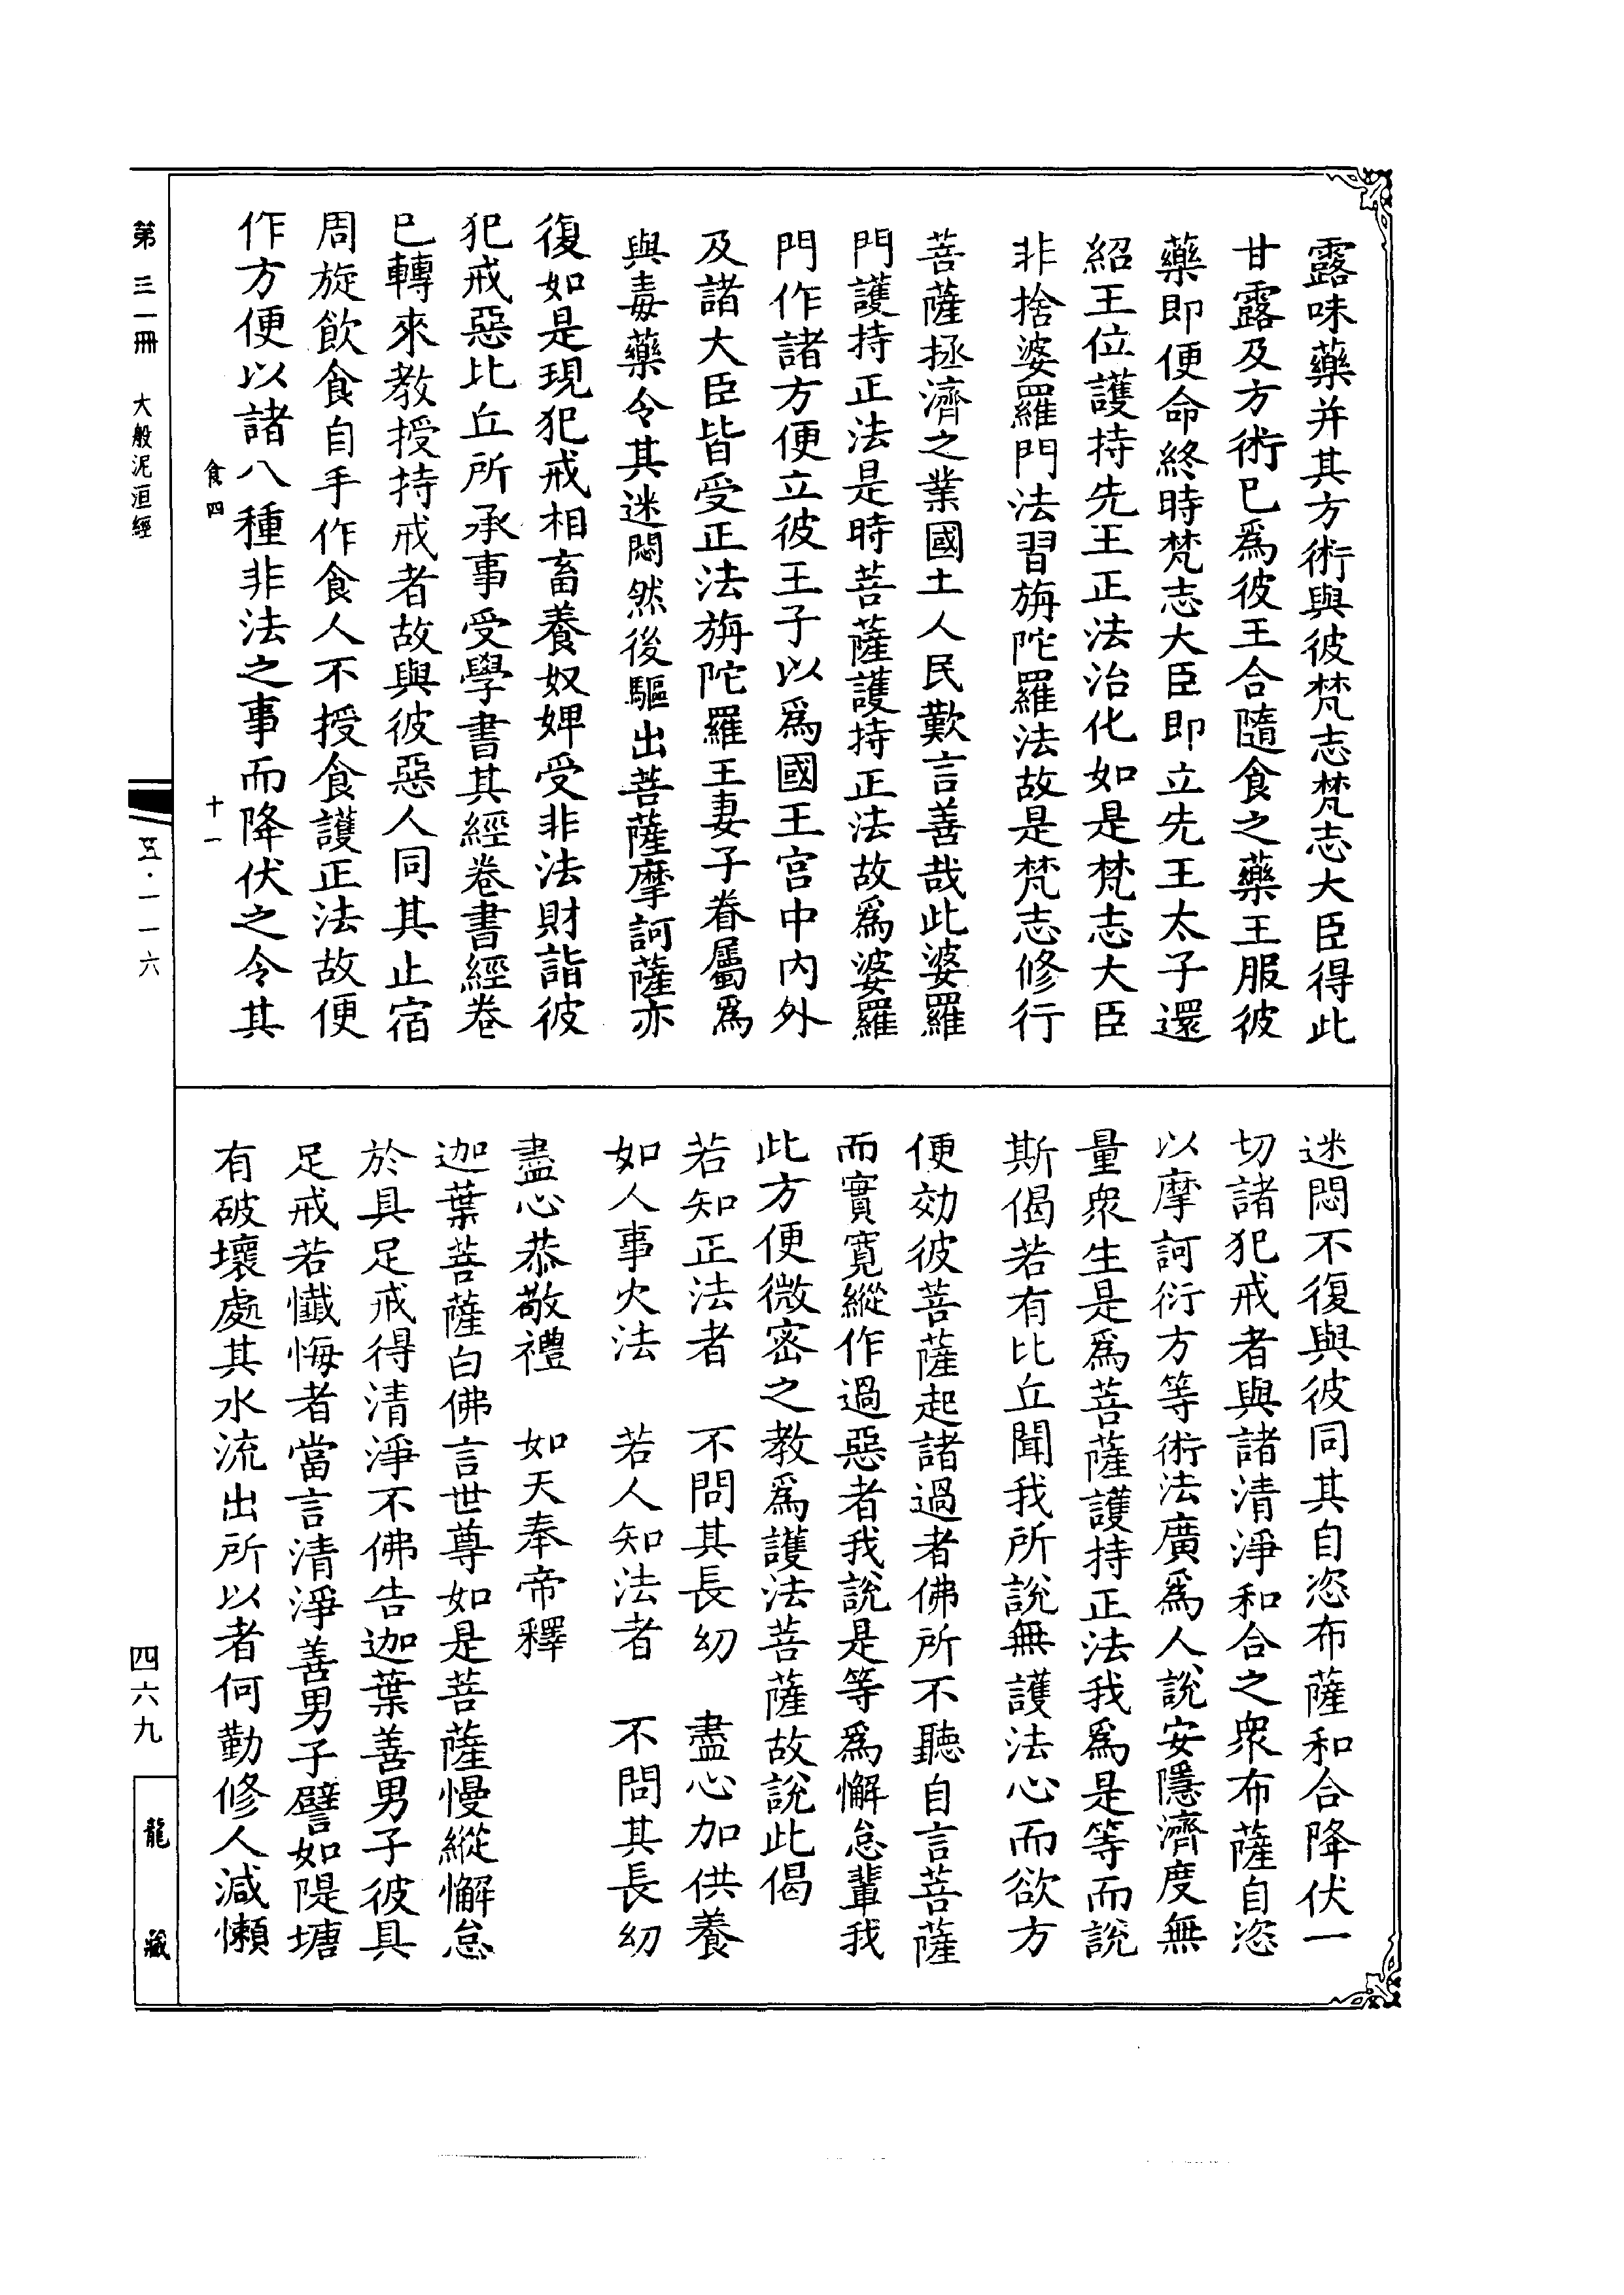 露味藥并其方術與彼梵志梵志大臣得此
甘露及方術已爲彼王合隨食之藥王服彼
藥即便命終時梵志大臣即立先王太子還
紹王位護持先王正法治化如是梵志大臣
非捨婆羅門法習旃陀羅法故是梵志修行
菩薩拯濟之業國土人民歎言善哉此婆羅
門護持正法是時菩薩護持正法故爲婆羅
門作諸方便立彼王子以爲國王宮中內外
及諸大臣皆受正法旃陀羅王妻子眷屬爲
與毒藥令其迷悶然後驅出菩薩摩訶薩亦
復如是現犯戒相畜養奴婢受非法財詣彼
犯戒惡比丘所承事受學書其經卷書經卷
已轉來教授持戒者故與彼惡人同其止宿
周旋飲食自手作食人不授食護正法故便
作方便以諸八種非法之事而降伏之令其
食四
十一
迷悶不復與彼同其自恣布薩和合降伏一
切諸犯戒者與諸清淨和合之衆布薩自恣
以摩訶衍方等術法廣爲人說安隱濟度無
量衆生是爲菩薩護持正法我爲是等而說
斯偈若有比丘聞我所說無護法心而欲方
便効彼菩薩起諸過者佛所不聽自言菩薩
而實寬縱作過惡者我說是等爲懈怠輩我
此方便微密之教爲護法菩薩故說此偈
若知正法者　不問其長幼　盡心加供養
如人事火法　若人知法者　不問其長幼
盡心恭敬禮　如天奉帝釋
迦葉菩薩白佛言世尊如是菩薩慢縱懈怠
於具足戒得清淨不佛告迦葉善男子彼具
足戒若懺悔者當言清淨善男子譬如隄塘
有破壞處其水流出所以者何勤修人減懶
第三一冊　大般泥洹經
五·一一六
四六九
龍藏